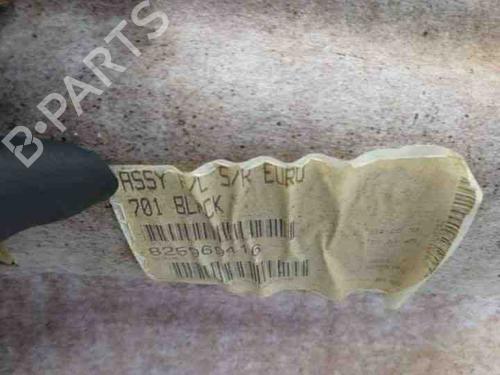 B-PARTS
ASSY P/L S/R EURO
701 BLACK
825969416